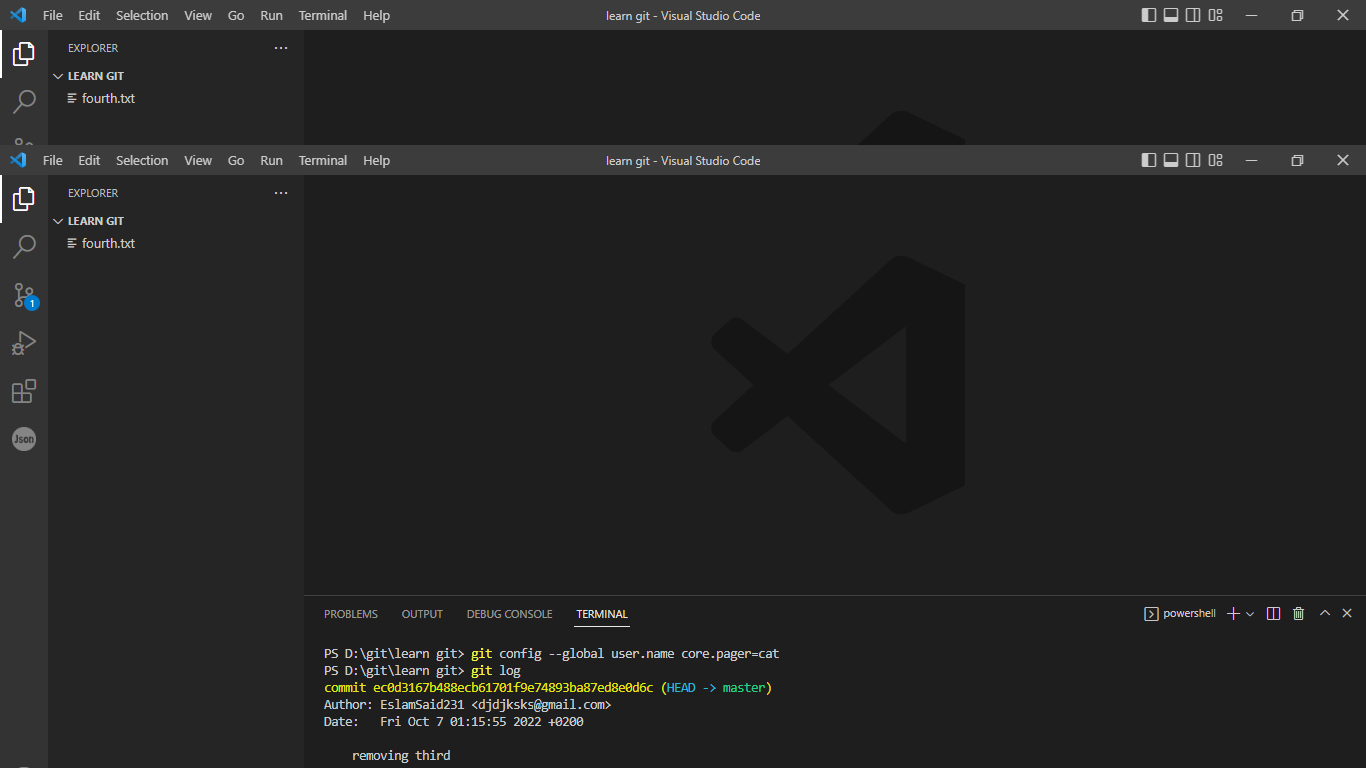 File Edit Selection View Go Run Terminal Help learn git - Visual Studio Code
EXPLORER ...
LEARN GIT
fourth.txt
File Edit Selection View Go Run Terminal Help learn git - Visual Studio Code
EXPLORER ...
LEARN GIT
fourth.txt
1
Json
PROBLEMS OUTPUT DEBUG CONSOLE TERMINAL powershell
PS D:\git\learn git> git config --global user.name core.pager=cat
PS D:\git\learn git> git log
commit ec0d3167b488ecb61701f9e74893ba87ed8e0d6c (HEAD -> master)
Author: EslamSaid231 <djdjksks@gmail.com>
Date:   Fri Oct 7 01:15:55 2022 +0200
    removing third